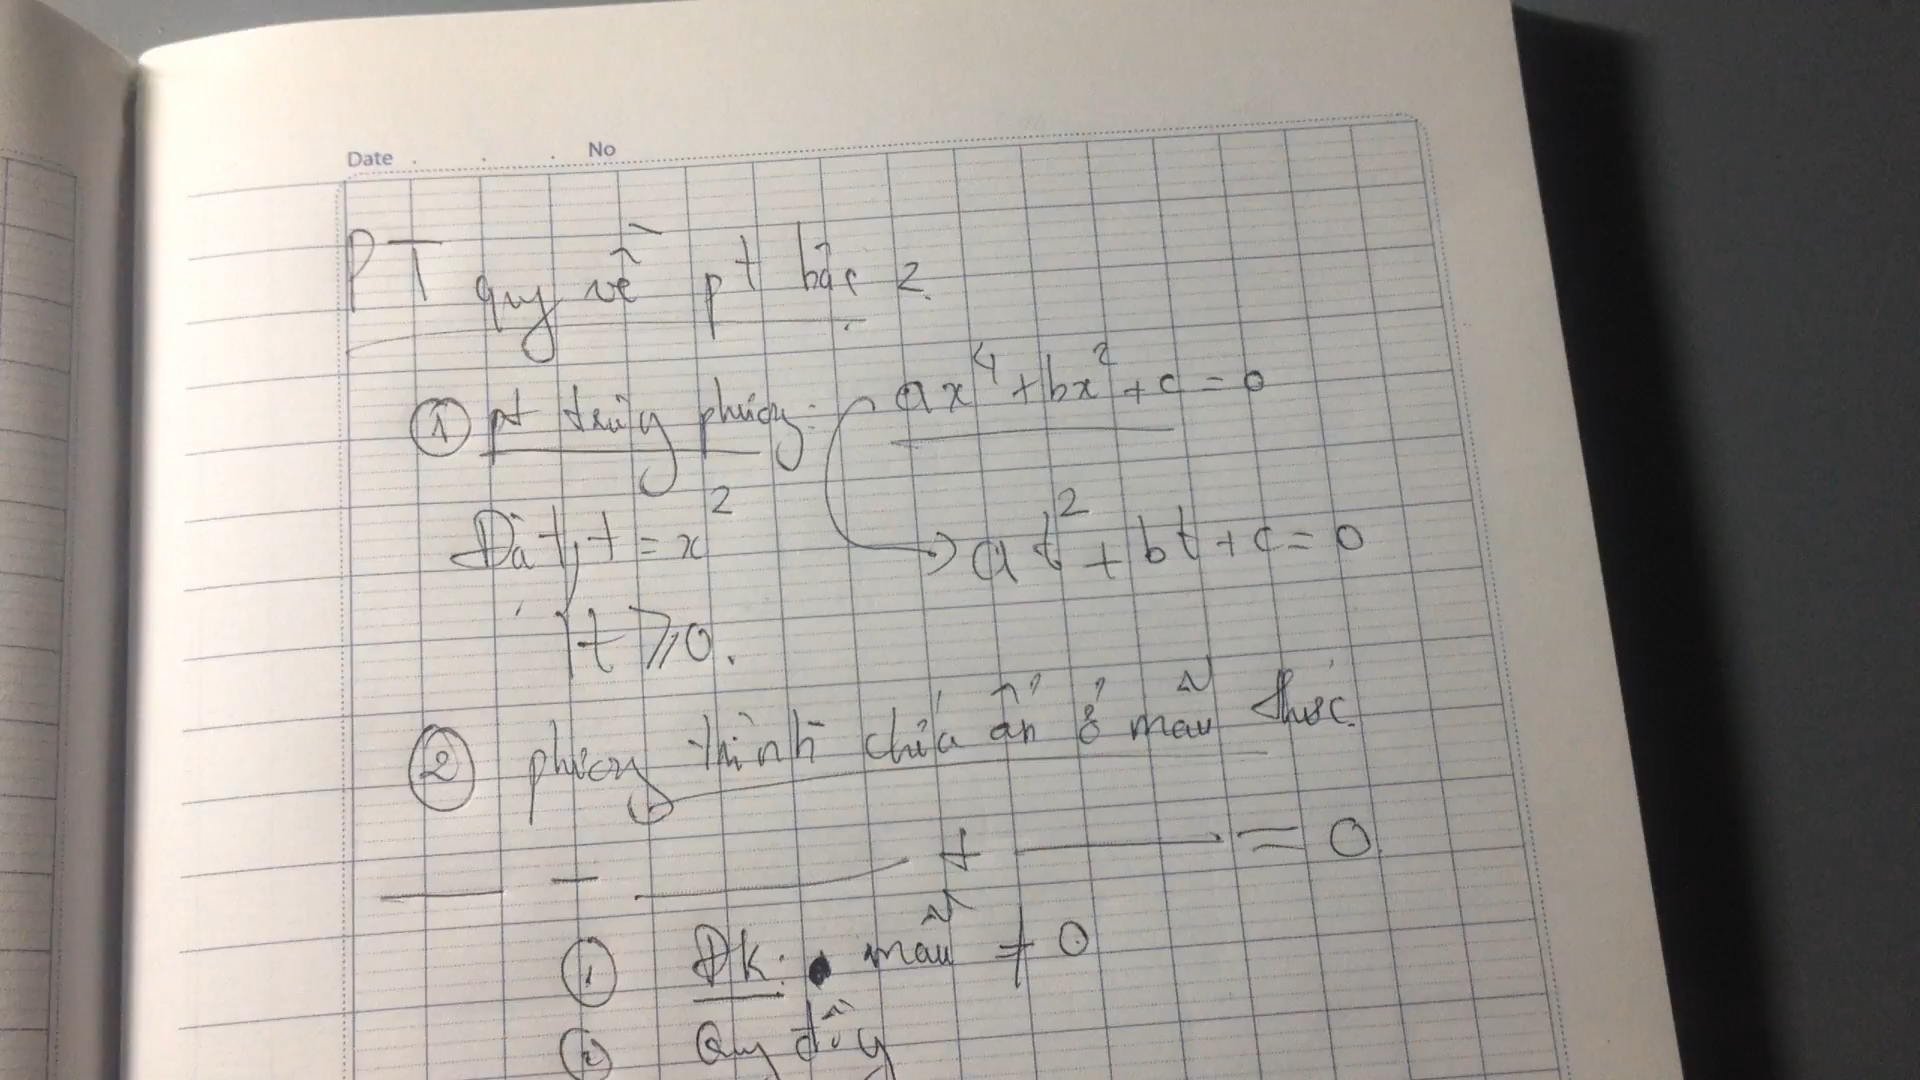 Date No
PT quy về pt bậc 2.
① pt trùng phương: ax⁴ + bx² + c = 0
Đặt t = x² at² + bt + c = 0
t ⩾ 0.
② phương trình chứa ẩn ở mẫu thức.
— – — + — = 0
① ĐK: mẫu ≠ 0
② Quy đồng